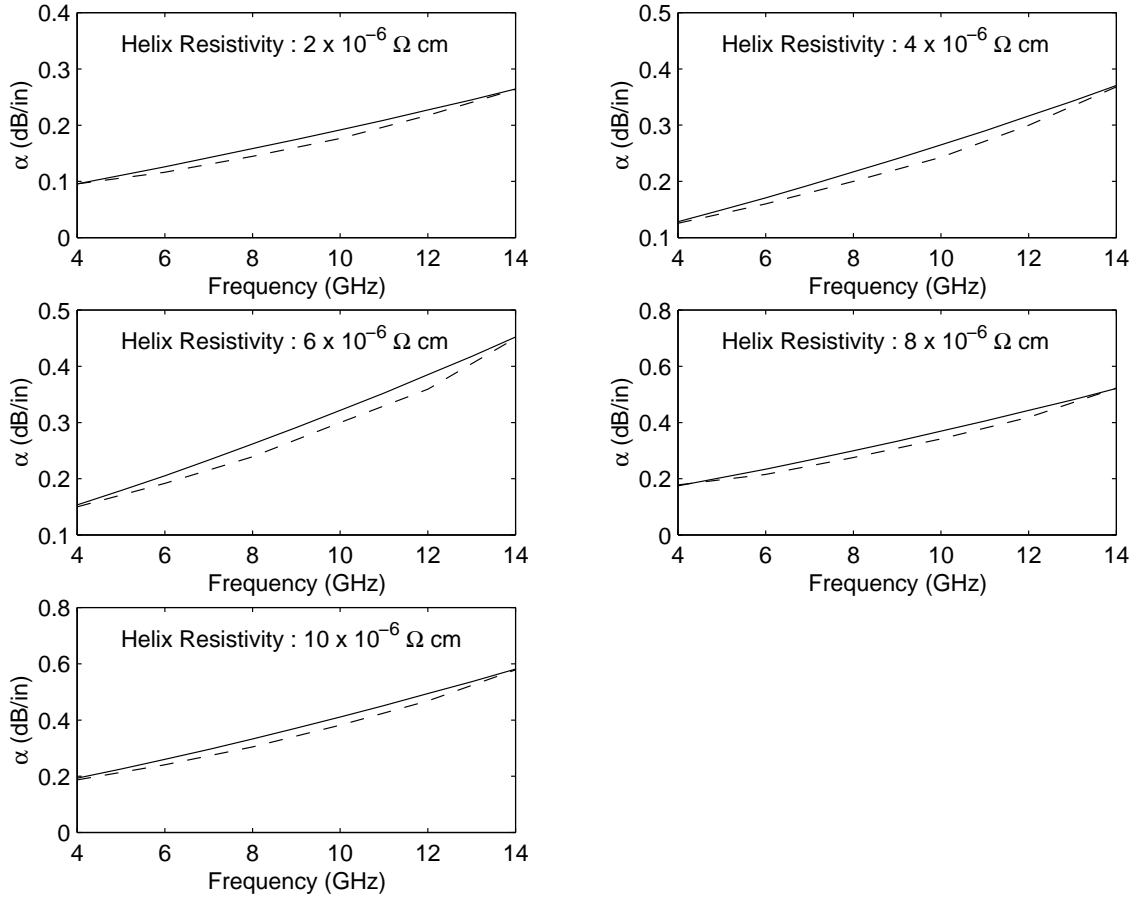 Helix Resistivity : 2 x 10⁻⁶ Ω cm
α (dB/in)
0.4
0.3
0.2
0.1
0
4 6 8 10 12 14
Frequency (GHz)
Helix Resistivity : 4 x 10⁻⁶ Ω cm
α (dB/in)
0.5
0.4
0.3
0.2
0.1
4 6 8 10 12 14
Frequency (GHz)
Helix Resistivity : 6 x 10⁻⁶ Ω cm
α (dB/in)
0.5
0.4
0.3
0.2
0.1
4 6 8 10 12 14
Frequency (GHz)
Helix Resistivity : 8 x 10⁻⁶ Ω cm
α (dB/in)
0.8
0.6
0.4
0.2
0
4 6 8 10 12 14
Frequency (GHz)
Helix Resistivity : 10 x 10⁻⁶ Ω cm
α (dB/in)
0.8
0.6
0.4
0.2
0
4 6 8 10 12 14
Frequency (GHz)